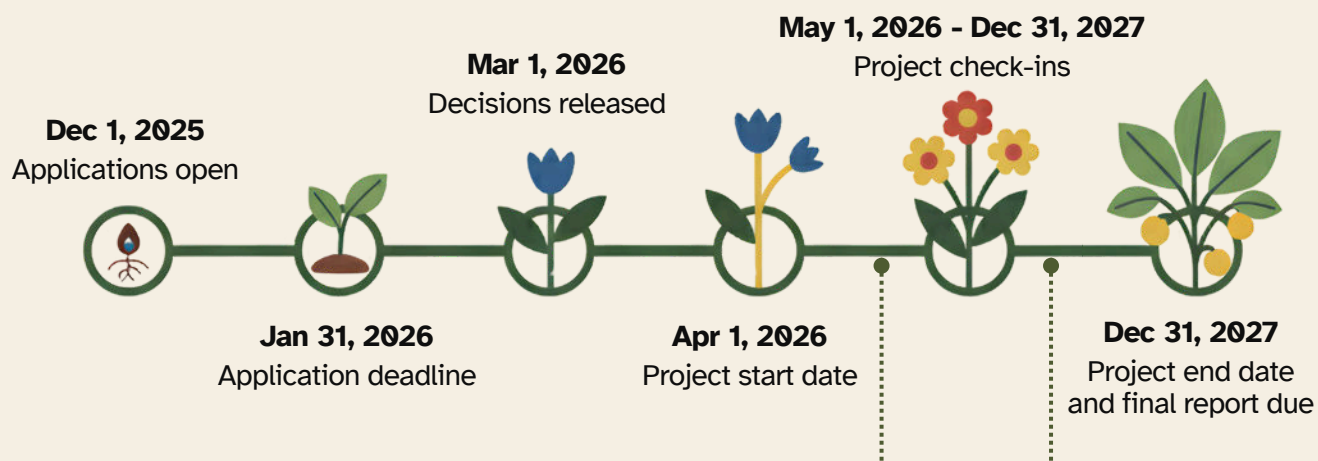 Dec 1, 2025
Applications open
Jan 31, 2026
Application deadline
Mar 1, 2026
Decisions released
Apr 1, 2026
Project start date
May 1, 2026 - Dec 31, 2027
Project check-ins
Dec 31, 2027
Project end date
and final report due